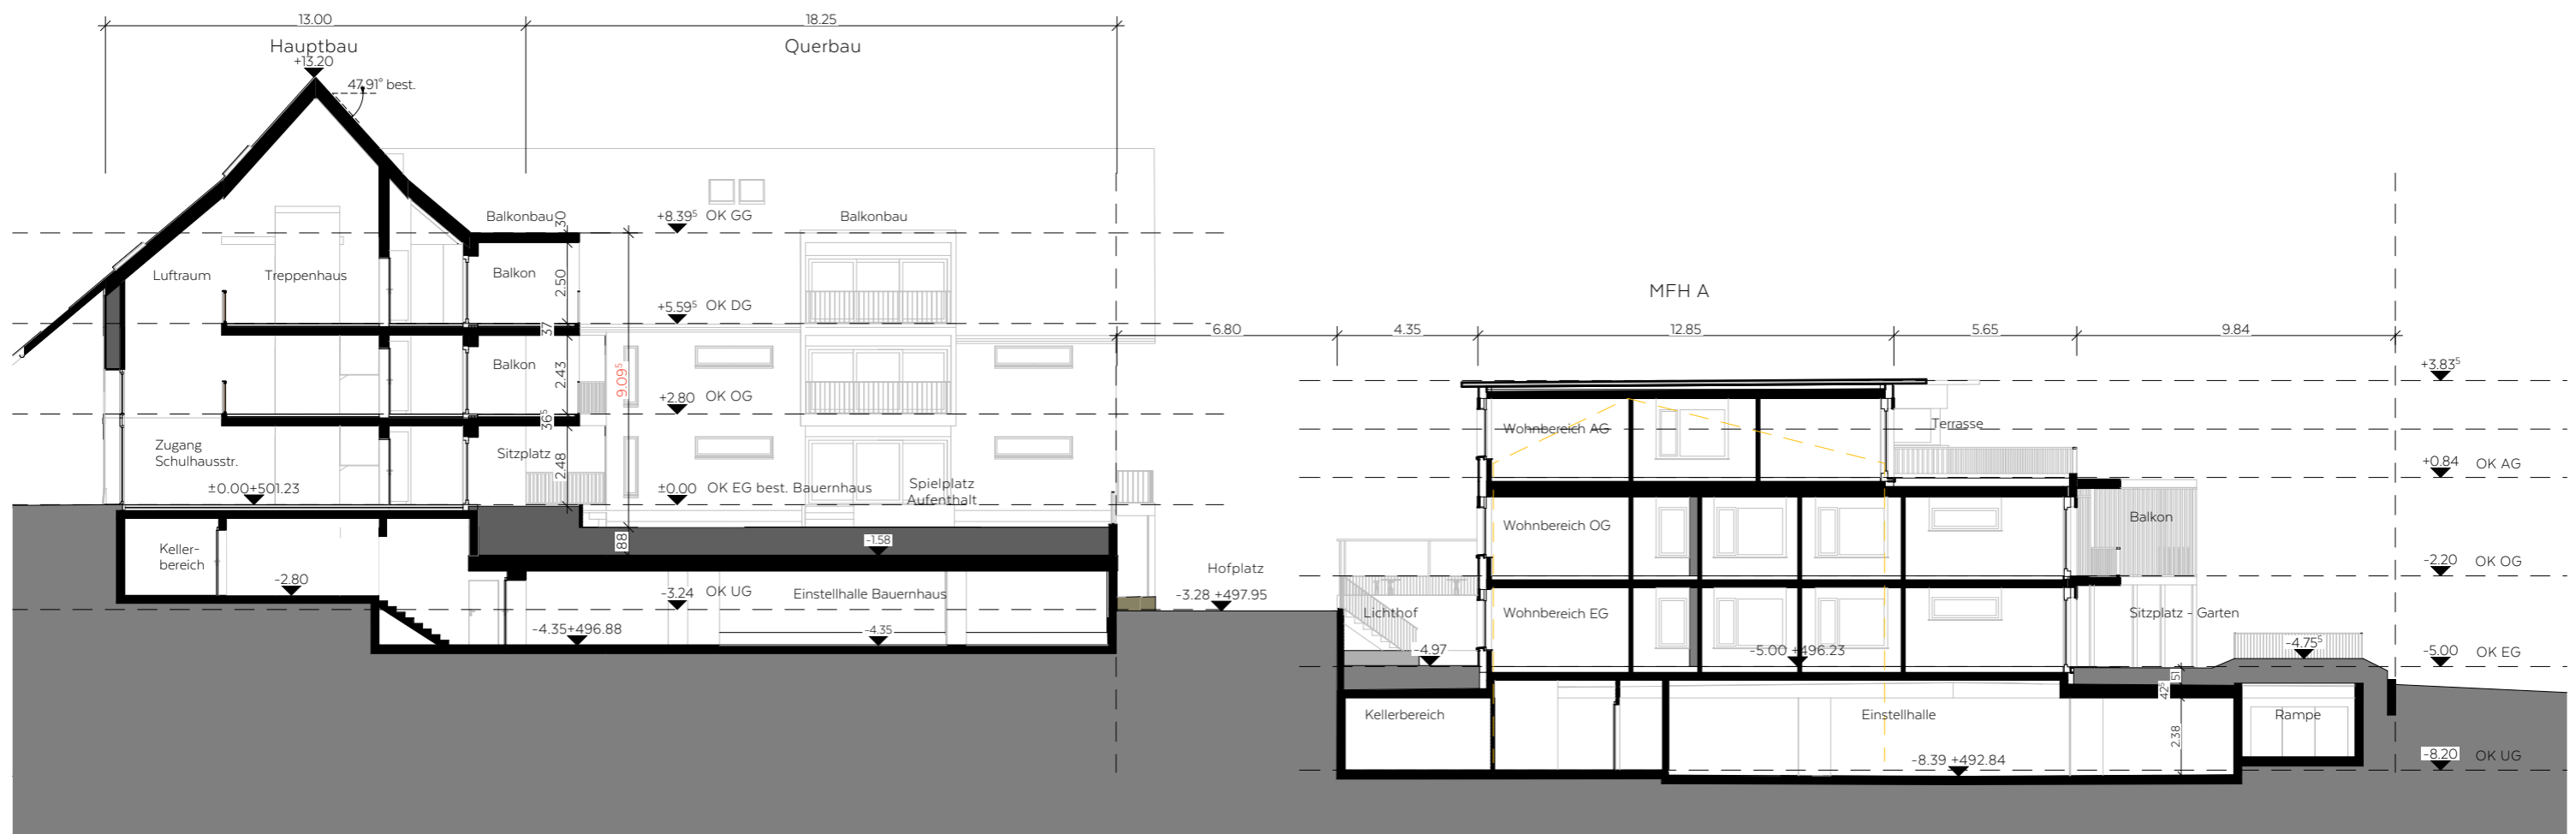 13.00
18.25
Hauptbau
Querbau
+13.20
47.91° best.
Balkonbau
30
+8.39⁵ OK GG
Balkonbau
Luftraum
Treppenhaus
Balkon
2.50
MFH A
+5.59⁵ OK DG
37
6.80
4.35
12.85
5.65
9.84
Balkon
2.43
9.09⁵
+3.83⁵
+2.80 OK OG
36⁵
Zugang
Schulhausstr.
Sitzplatz
2.48
Wohnbereich AG
Terrasse
+0.84 OK AG
±0.00+501.23
±0.00 OK EG best. Bauernhaus
Spielplatz
Aufenthalt
Wohnbereich OG
Balkon
88
-1.58
Keller-
bereich
-2.80
-3.24 OK UG
Einstellhalle Bauernhaus
Hofplatz
-3.28 +497.95
-2.20 OK OG
Lichthof
Wohnbereich EG
Sitzplatz - Garten
-4.35+496.88
-4.35
-4.97
-5.00 +496.23
-4.75⁵
-5.00 OK EG
51
42⁵
Kellerbereich
Einstellhalle
2.38
Rampe
-8.39 +492.84
-8.20 OK UG